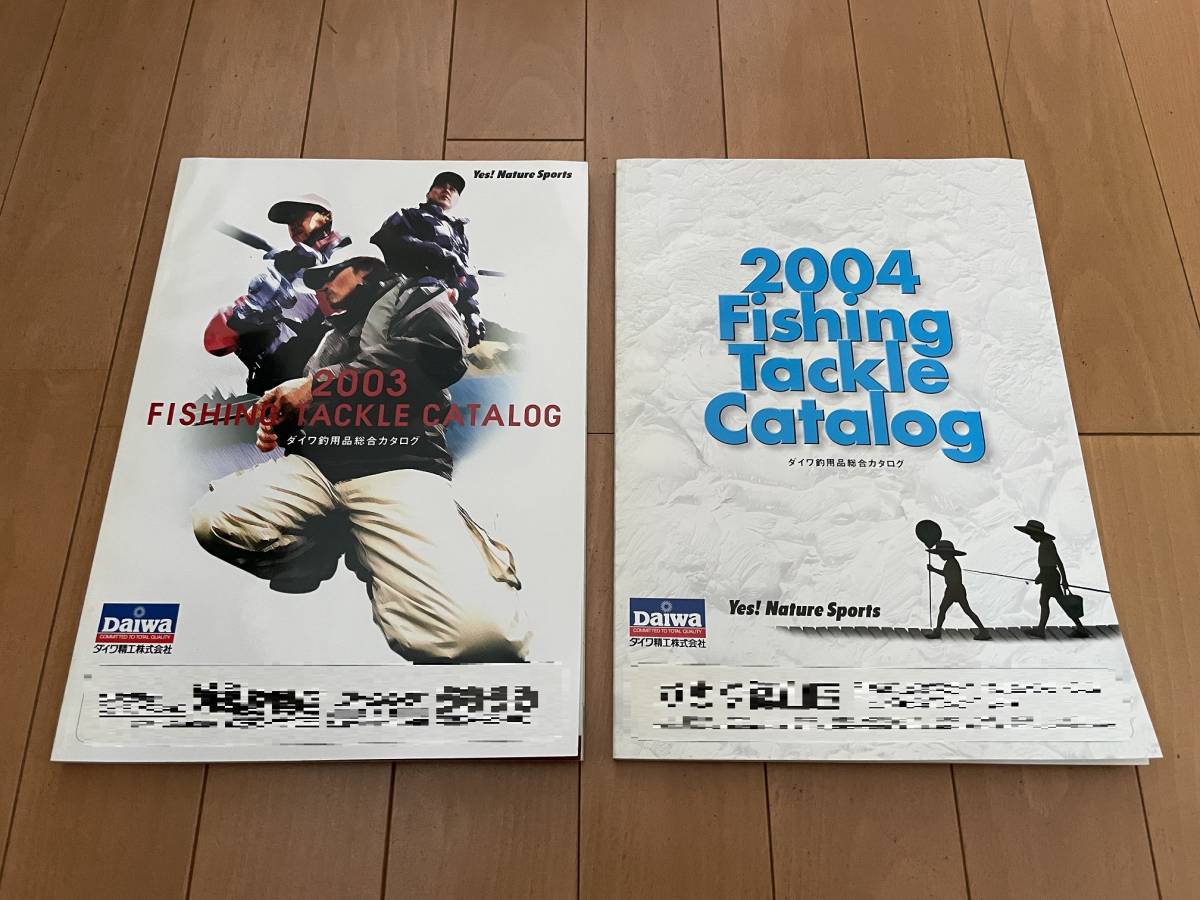 Yes! Nature Sports
2003
FISHING TACKLE CATALOG
ダイワ釣用品総合カタログ
Daiwa
COMMITTED TO TOTAL QUALITY
ダイワ精工株式会社
2004
Fishing
Tackle
Catalog
ダイワ釣用品総合カタログ
Yes! Nature Sports
Daiwa
COMMITTED TO TOTAL QUALITY
ダイワ精工株式会社